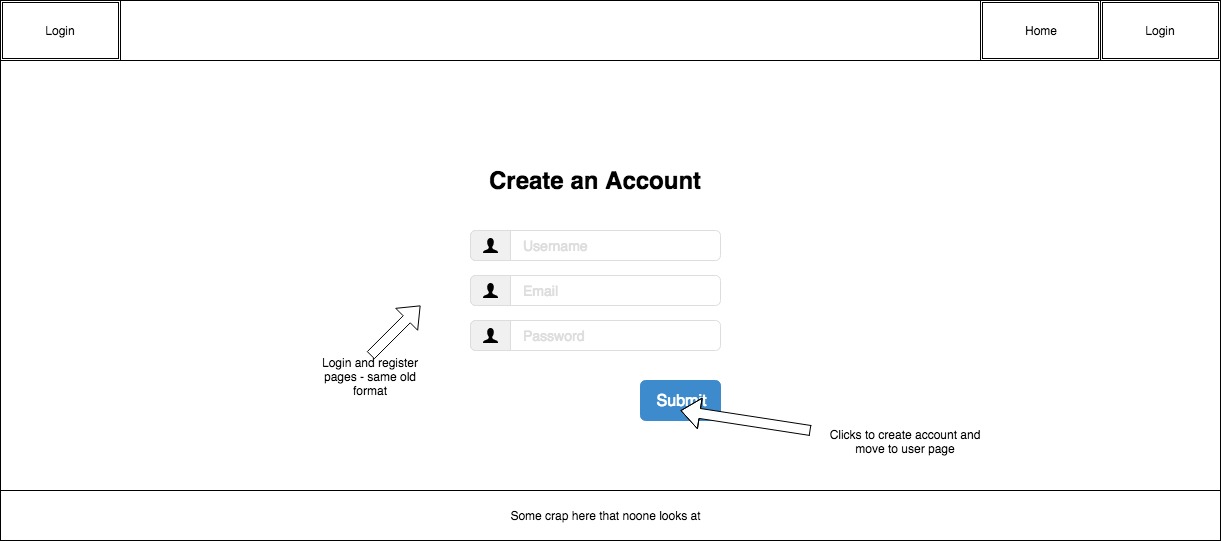 Login
Home
Login
Create an Account
Username
Email
Password
Login and register
pages - same old
format
Submit
Clicks to create account and
move to user page
Some crap here that noone looks at